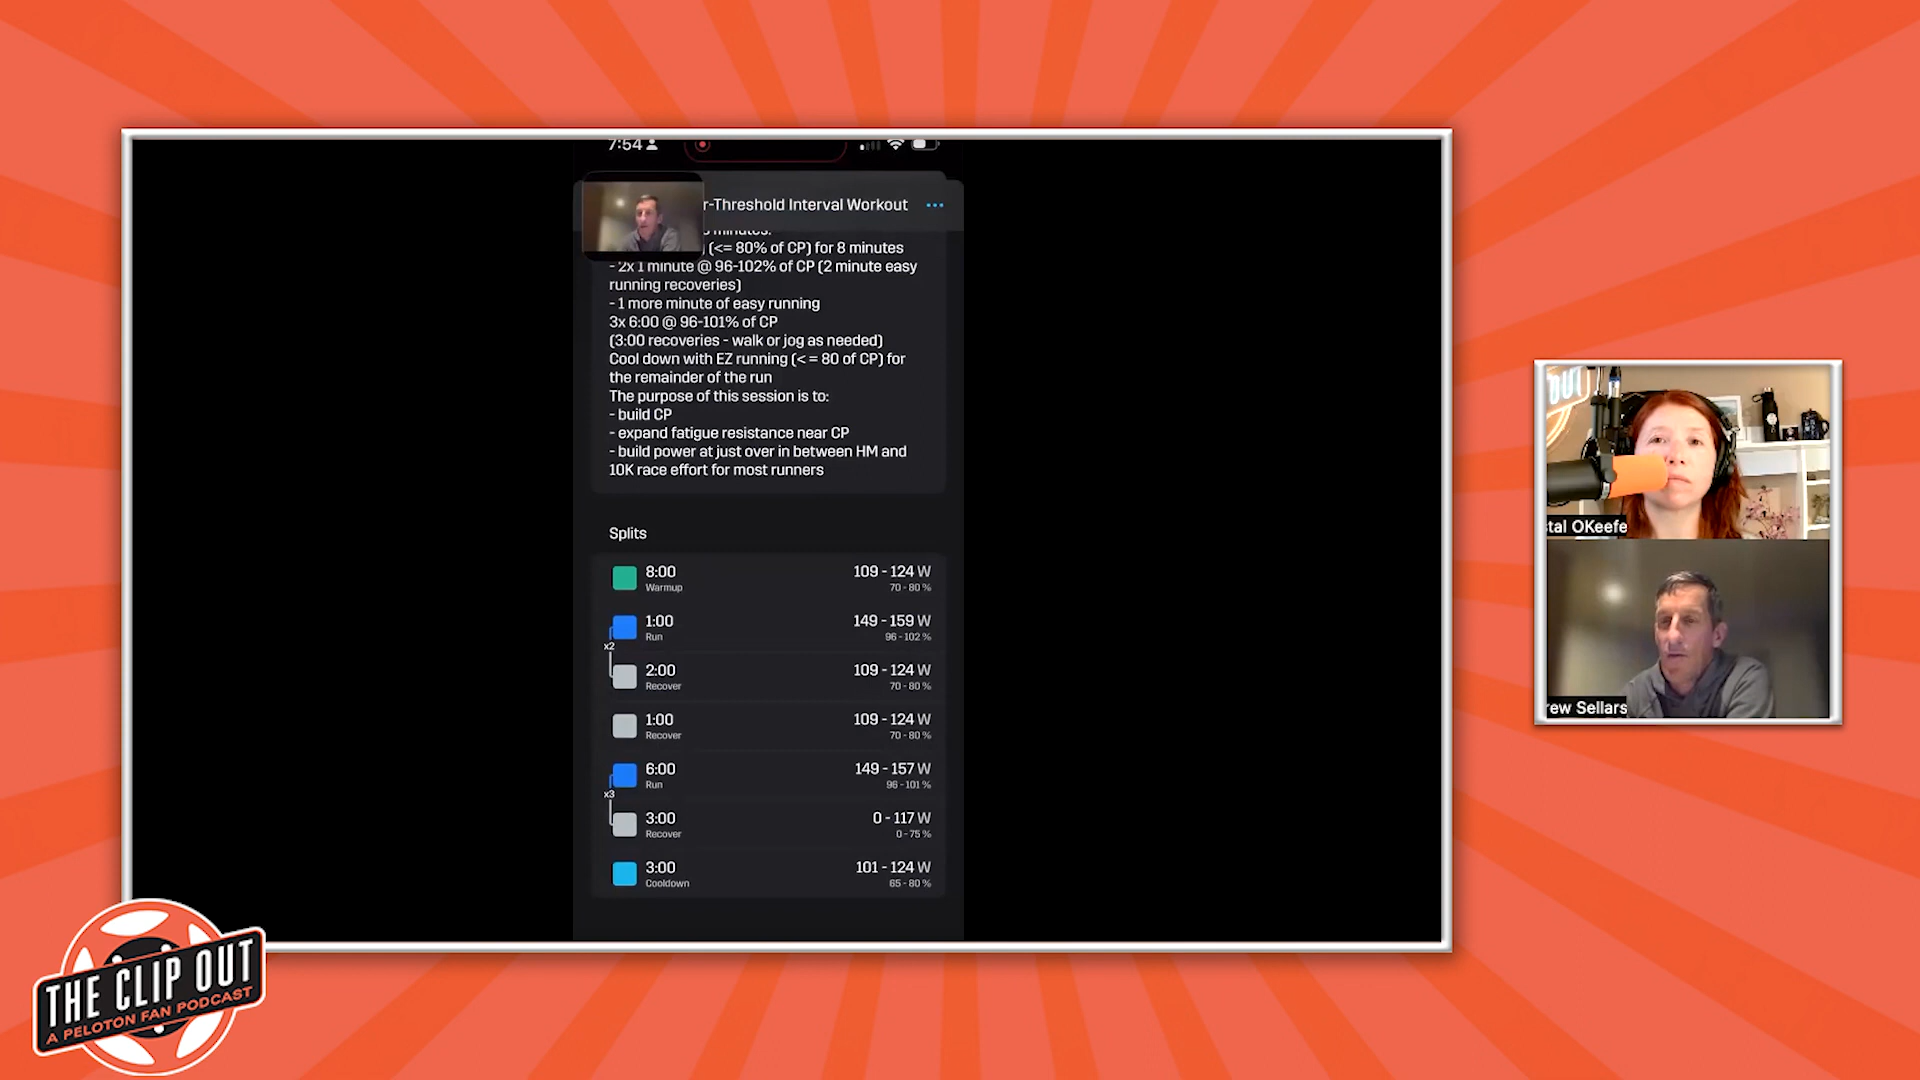 7:54
r-Threshold Interval Workout
(<= 80% of CP) for 8 minutes
- 2x 1 minute @ 96-102% of CP (2 minute easy
running recoveries)
- 1 more minute of easy running
3x 6:00 @ 96-101% of CP
(3:00 recoveries - walk or jog as needed)
Cool down with EZ running (< = 80 of CP) for
the remainder of the run
The purpose of this session is to:
- build CP
- expand fatigue resistance near CP
- build power at just over in between HM and
10K race effort for most runners
Splits
8:00 109 - 124 W
Warmup 70 - 80 %
1:00 149 - 159 W
Run 96 - 102 %
x2
2:00 109 - 124 W
Recover 70 - 80 %
1:00 109 - 124 W
Recover 70 - 80 %
6:00 149 - 157 W
Run 96 - 101 %
x3
3:00 0 - 117 W
Recover 0 - 75 %
3:00 101 - 124 W
Cooldown 65 - 80 %
OUT
stal OKeefe
rew Sellars
THE CLIP OUT
A PELOTON FAN PODCAST